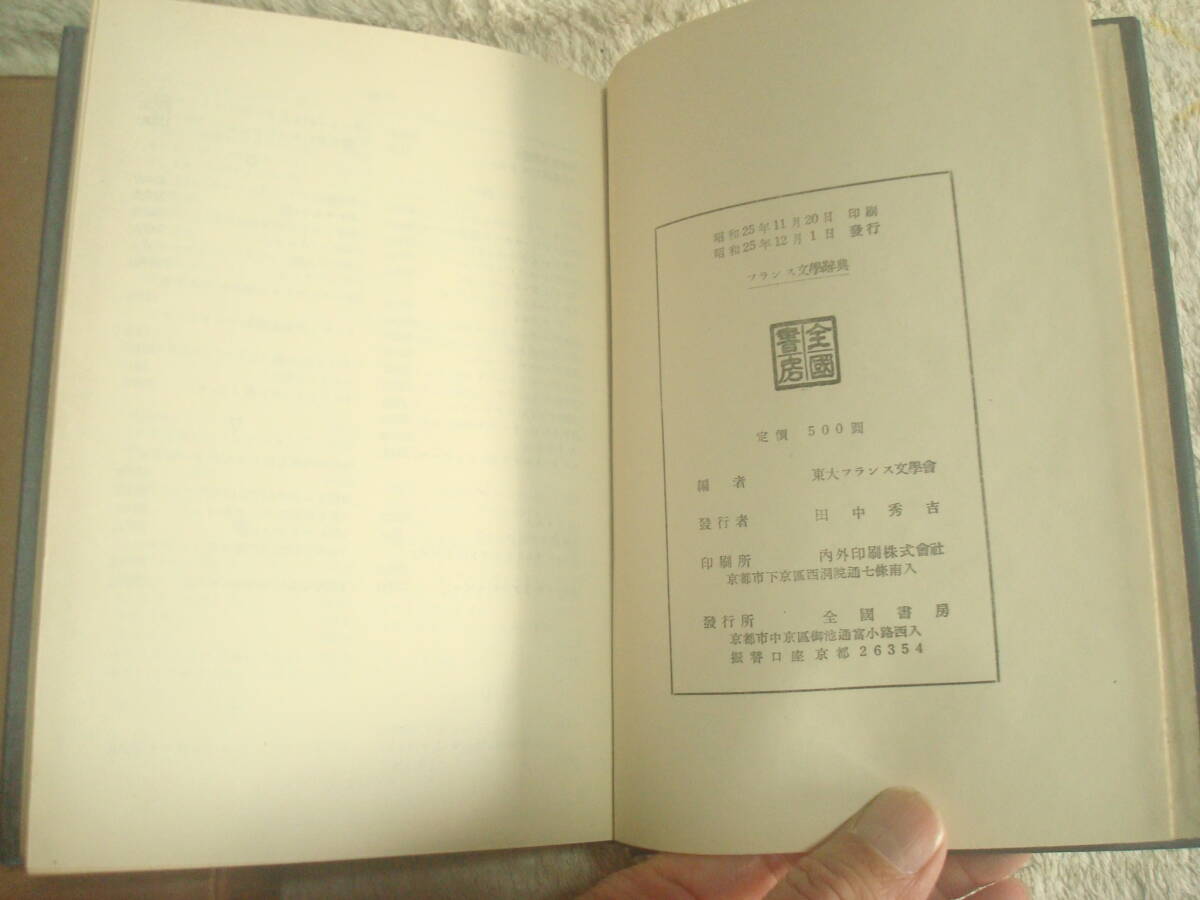 昭和25年11月20日 印刷
昭和25年12月1日 發行
フランス文學辭典
全國書房
定價 500圓
編者 東大フランス文學會
發行者 田中秀吉
印刷所 內外印刷株式會社
京都市下京區西洞院通七條南入
發行所 全國書房
京都市中京區御池通富小路西入
振替口座京都26354